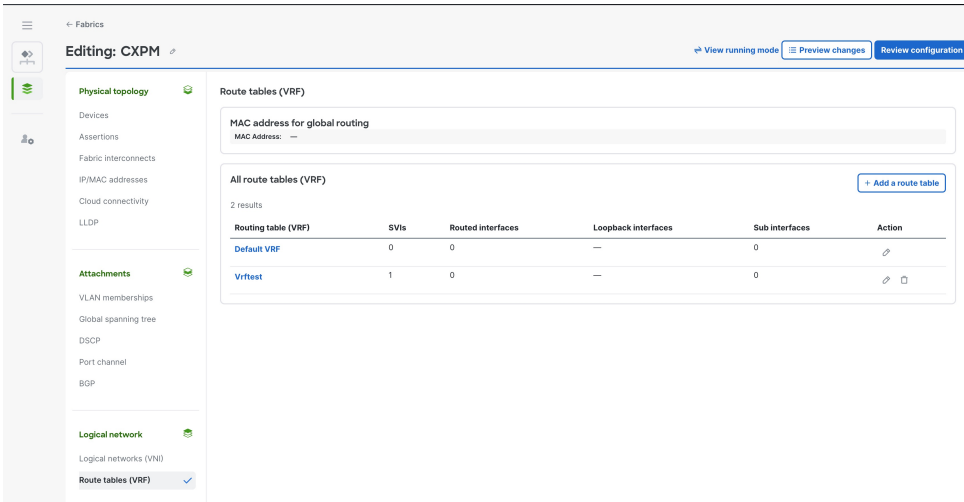 ← Fabrics
Editing: CXPM
View running mode
Preview changes
Review configuration
Physical topology
Devices
Assertions
Fabric interconnects
IP/MAC addresses
Cloud connectivity
LLDP
Attachments
VLAN memberships
Global spanning tree
DSCP
Port channel
BGP
Logical network
Logical networks (VNI)
Route tables (VRF)
Route tables (VRF)
MAC address for global routing
MAC Address: —
All route tables (VRF)
+ Add a route table
2 results
Routing table (VRF) SVIs Routed interfaces Loopback interfaces Sub interfaces Action
Default VRF 0 0 — 0
Vrftest 1 0 — 0